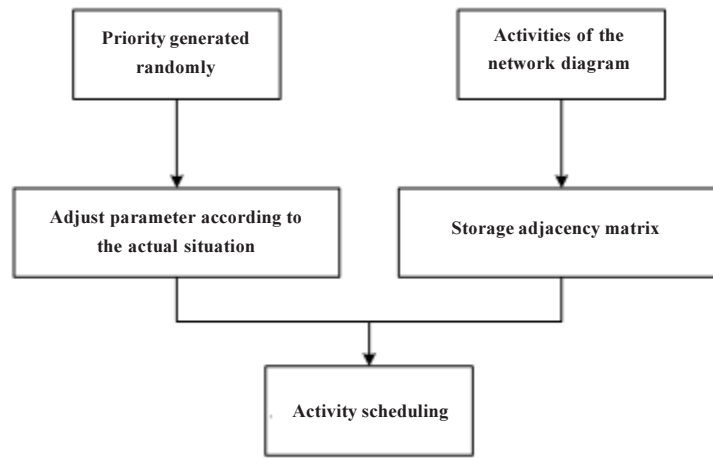 Priority generated
randomly
Activities of the
network diagram
Adjust parameter according to
the actual situation
Storage adjacency matrix
Activity scheduling